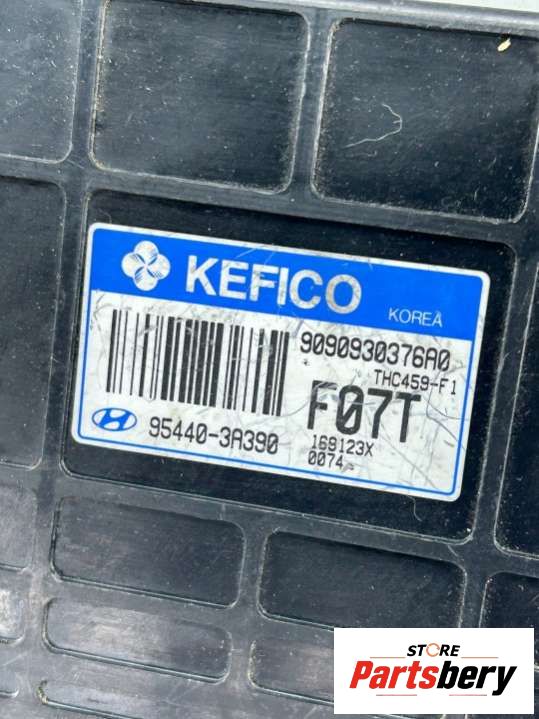 KEFICO
KOREA
9090930376A0
THC459-F1
F07T
95440-3A390
169123X
0074
STORE
Partsbery